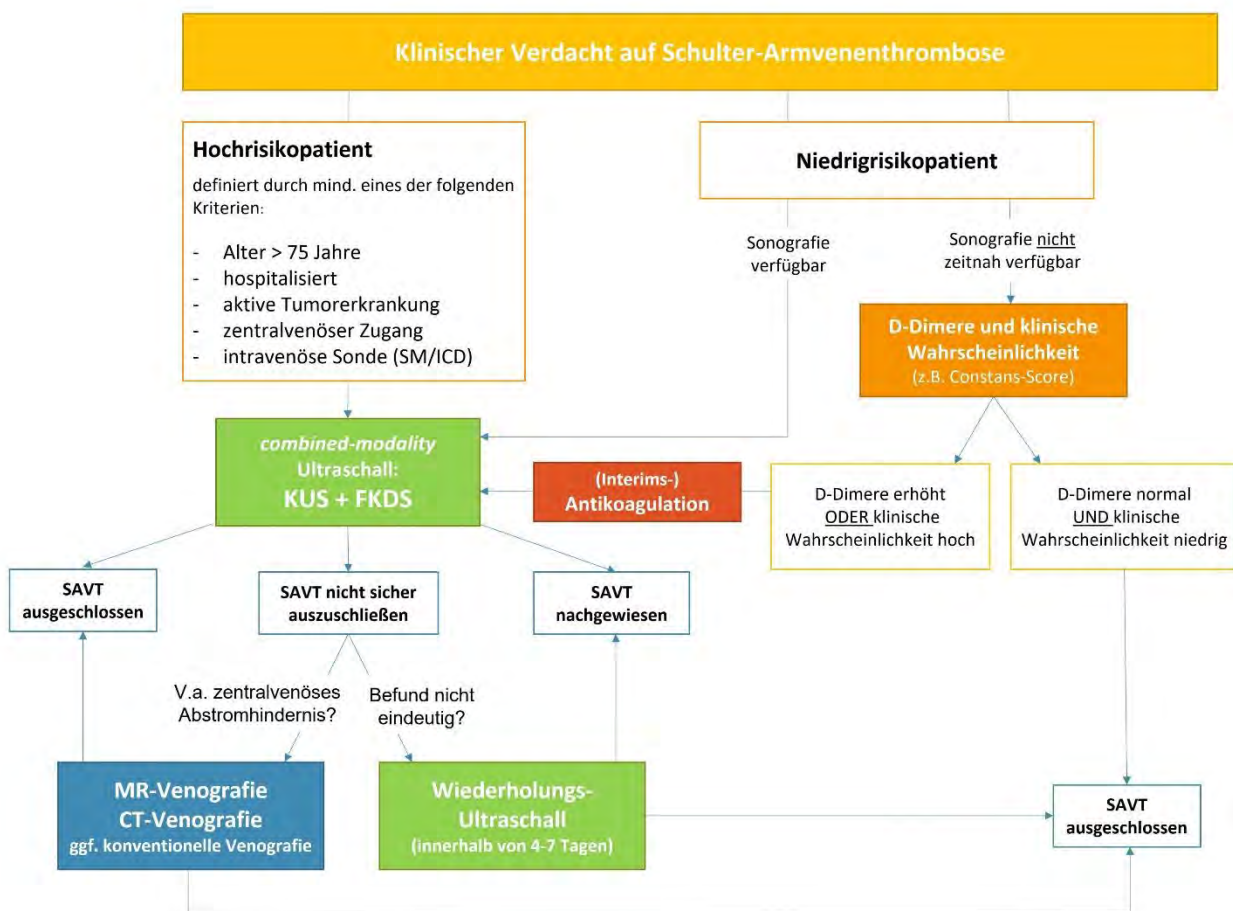 Klinischer Verdacht auf Schulter-Armvenenthrombose
Hochrisikopatient
definiert durch mind. eines der folgenden
Kriterien:
- Alter > 75 Jahre
- hospitalisiert
- aktive Tumorerkrankung
- zentralvenöser Zugang
- intravenöse Sonde (SM/ICD)
Niedrigrisikopatient
Sonografie
verfügbar
Sonografie nicht
zeitnah verfügbar
D-Dimere und klinische
Wahrscheinlichkeit
(z.B. Constans-Score)
combined-modality
Ultraschall:
KUS + FKDS
(Interims-)
Antikoagulation
D-Dimere erhöht
ODER klinische
Wahrscheinlichkeit hoch
D-Dimere normal
UND klinische
Wahrscheinlichkeit niedrig
SAVT
ausgeschlossen
SAVT nicht sicher
auszuschließen
SAVT
nachgewiesen
V.a. zentralvenöses
Abstromhindernis?
Befund nicht
eindeutig?
MR-Venografie
CT-Venografie
ggf. konventionelle Venografie
Wiederholungs-
Ultraschall
(innerhalb von 4-7 Tagen)
SAVT
ausgeschlossen